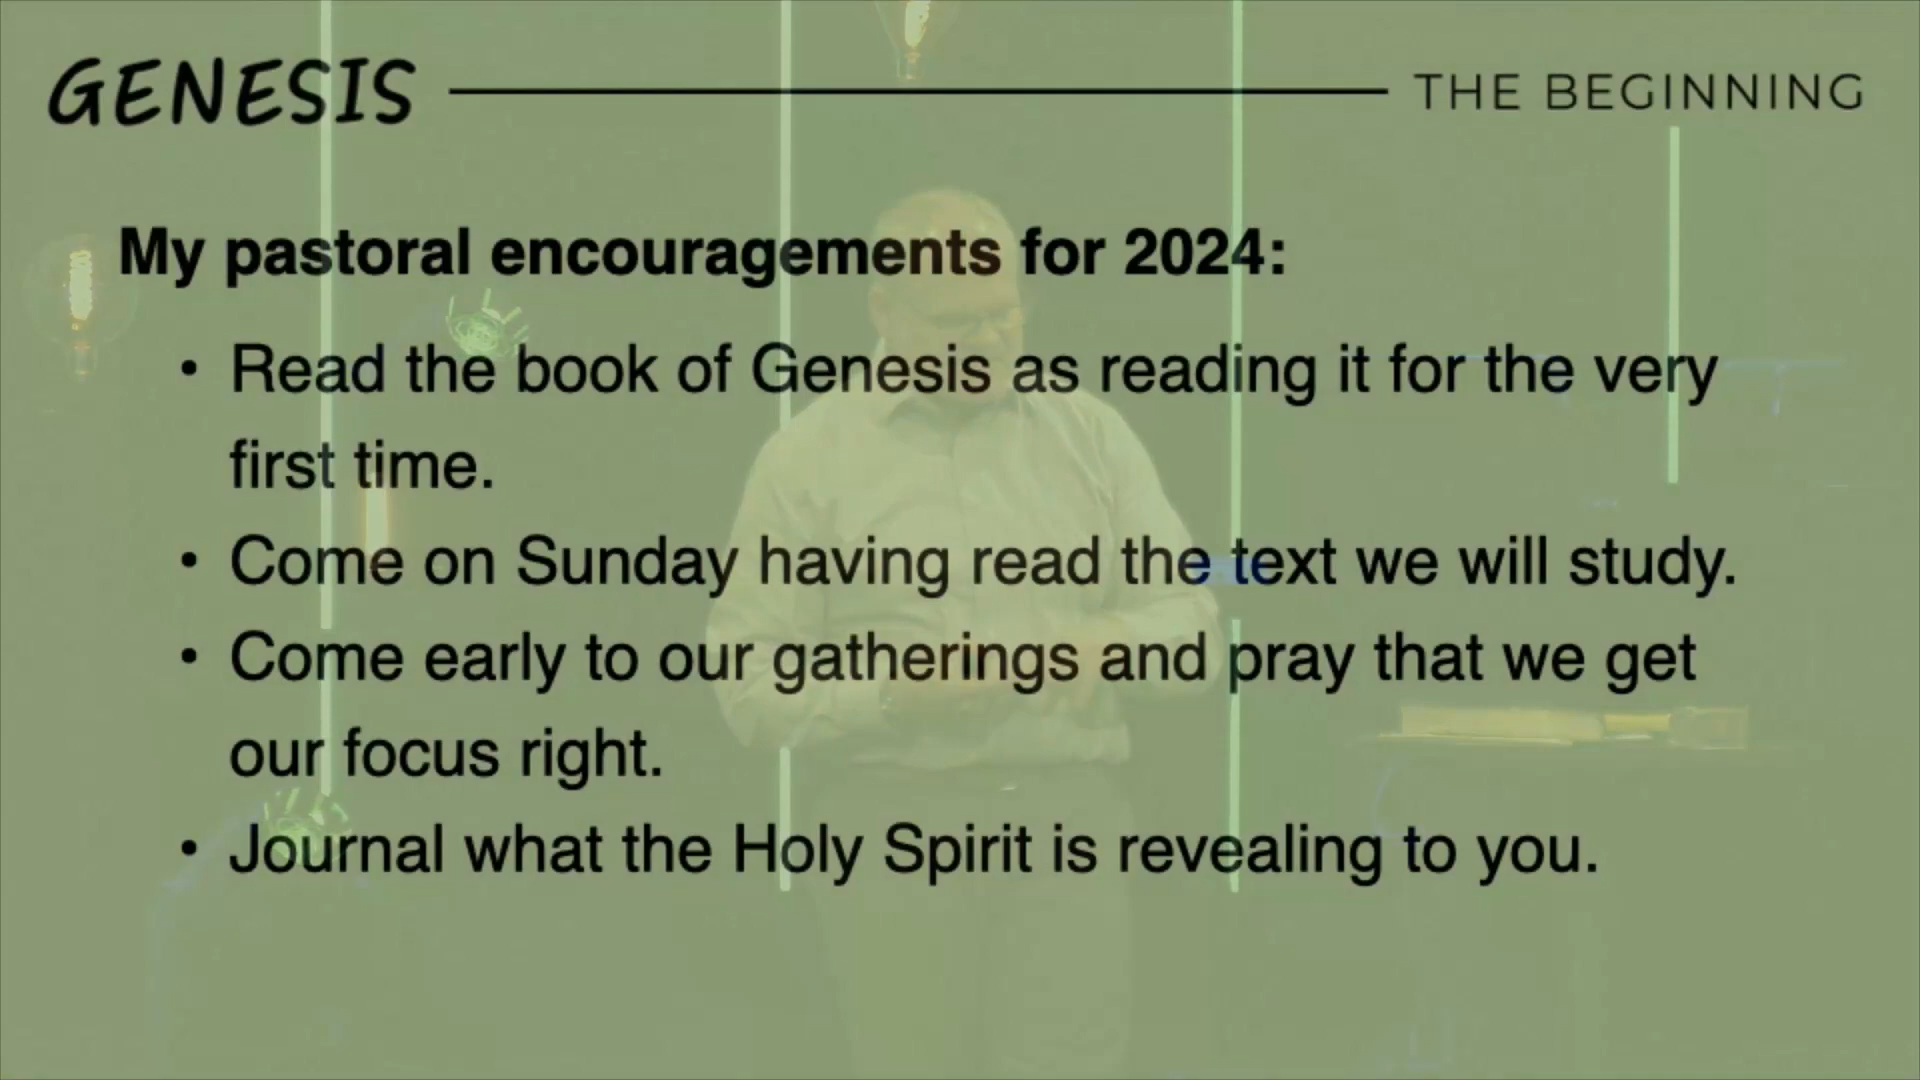 GENESIS THE BEGINNING
My pastoral encouragements for 2024:
• Read the book of Genesis as reading it for the very
first time.
• Come on Sunday having read the text we will study.
• Come early to our gatherings and pray that we get
our focus right.
• Journal what the Holy Spirit is revealing to you.